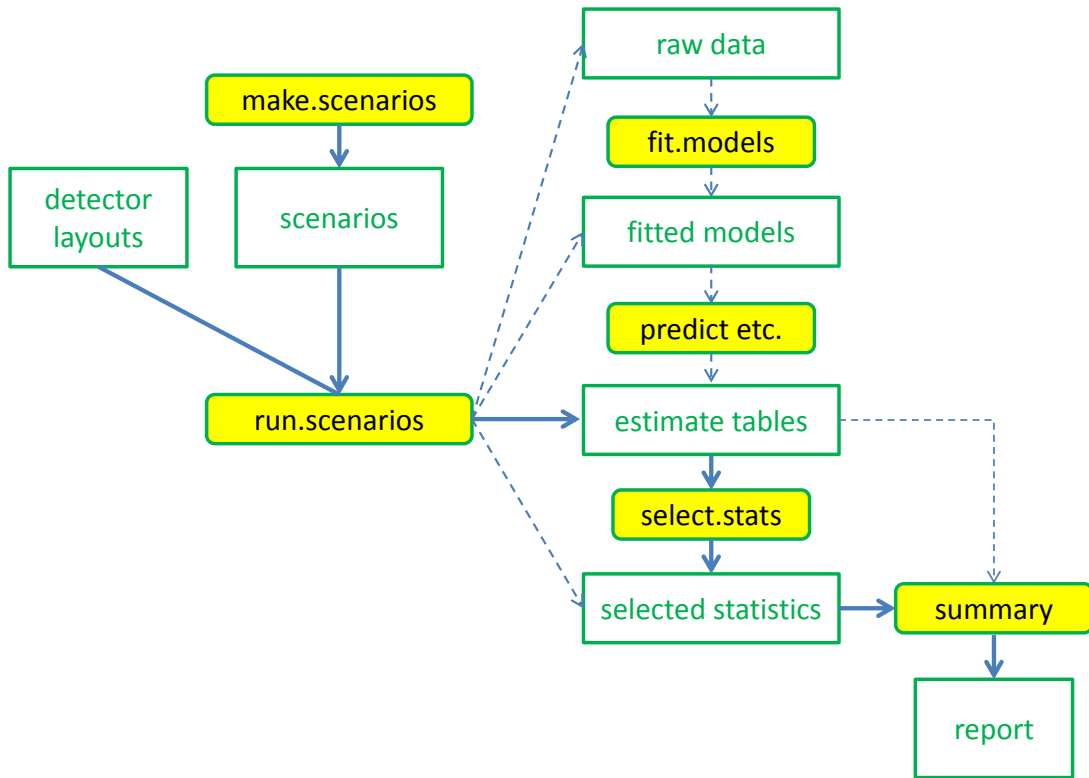 raw data
make.scenarios
fit.models
detector
layouts
scenarios
fitted models
predict etc.
run.scenarios
estimate tables
select.stats
selected statistics
summary
report